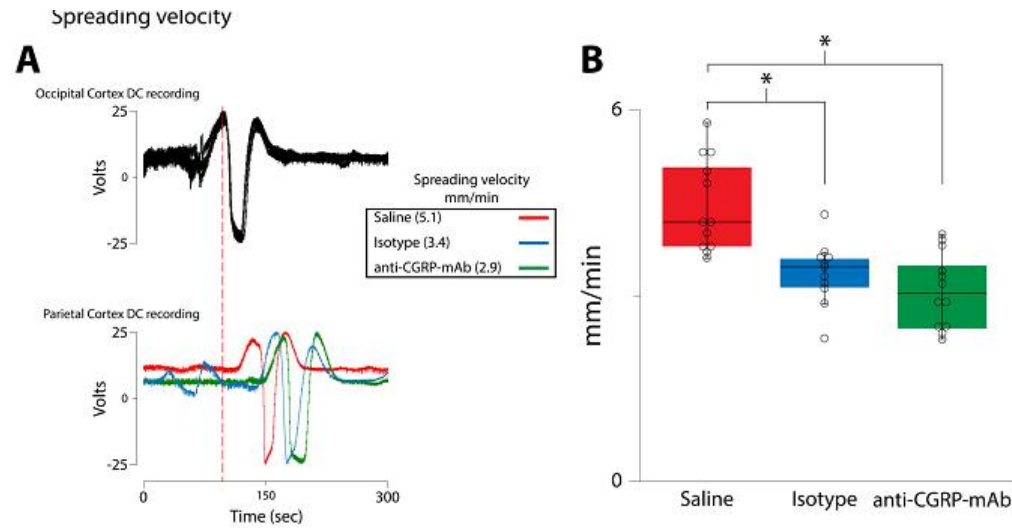 Spreading velocity
A
Occipital Cortex DC recording
25
Volts
0
-25
Spreading velocity
mm/min
Saline (5.1)
Isotype (3.4)
anti-CGRP-mAb (2.9)
Parietal Cortex DC recording
25
Volts
0
-25
0 150 300
Time (sec)
B
*
*
6
mm/min
0
Saline Isotype anti-CGRP-mAb